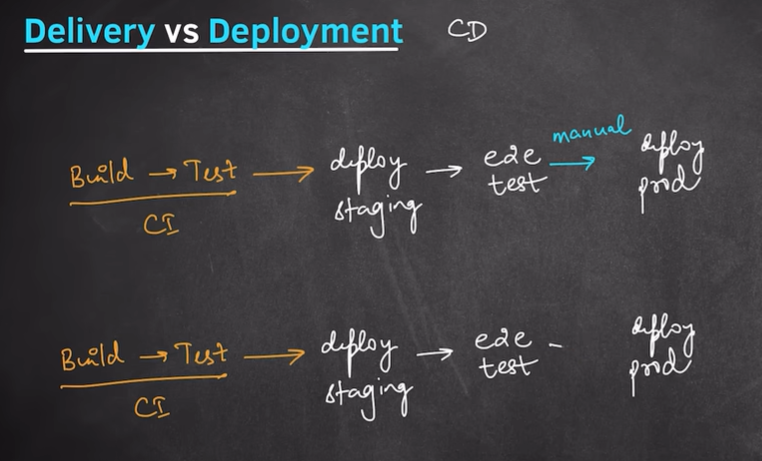 Delivery vs Deployment CD
manual
Build → Test → deploy → e2e → deploy
staging test prod
CI
Build → Test → deploy → e2e - deploy
staging test prod
CI